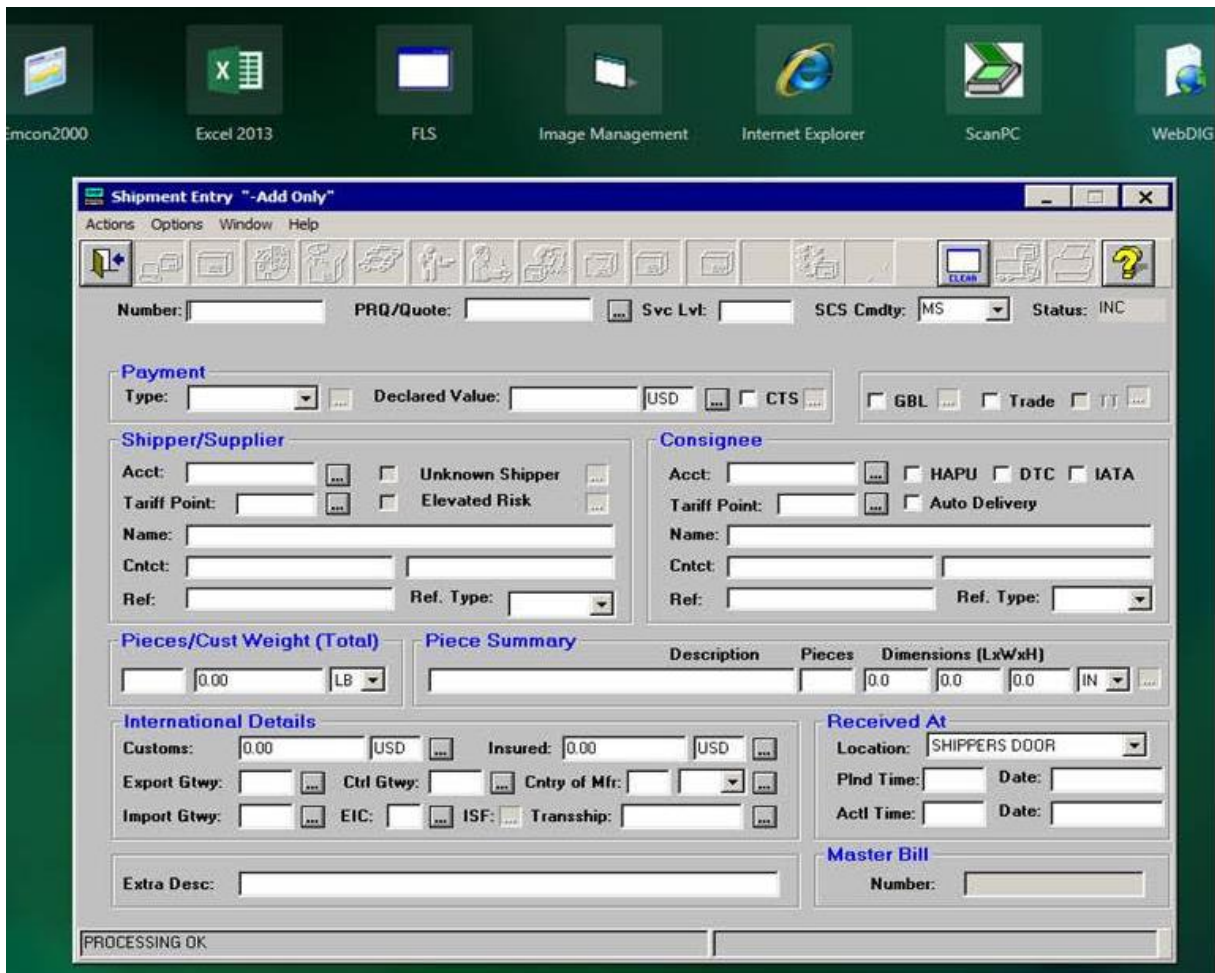 Emcon2000 Excel 2013 FLS Image Management Internet Explorer ScanPC WebDIG
Shipment Entry "-Add Only"
Actions Options Window Help
CLEAR
Number: PRQ/Quote: ... Svc Lvl: SCS Cmdty: MS Status: INC
Payment
Type: ... Declared Value: USD ... CTS ... GBL ... Trade TT ...
Shipper/Supplier Consignee
Acct: ... Unknown Shipper ... Acct: ... HAPU DTC IATA
Tariff Point: ... Elevated Risk ... Tariff Point: ... Auto Delivery
Name: Name:
Cntct: Cntct:
Ref: Ref. Type: Ref: Ref. Type:
Pieces/Cust Weight (Total) Piece Summary Description Pieces Dimensions (LxWxH)
0.00 LB 0.0 0.0 0.0 IN ...
International Details Received At
Customs: 0.00 USD ... Insured: 0.00 USD ... Location: SHIPPERS DOOR
Export Gtwy: ... Ctrl Gtwy: ... Cntry of Mfr: ... Plnd Time: Date:
Import Gtwy: ... EIC: ... ISF: ... Transship: ... Actl Time: Date:
Master Bill
Extra Desc: Number:
PROCESSING OK